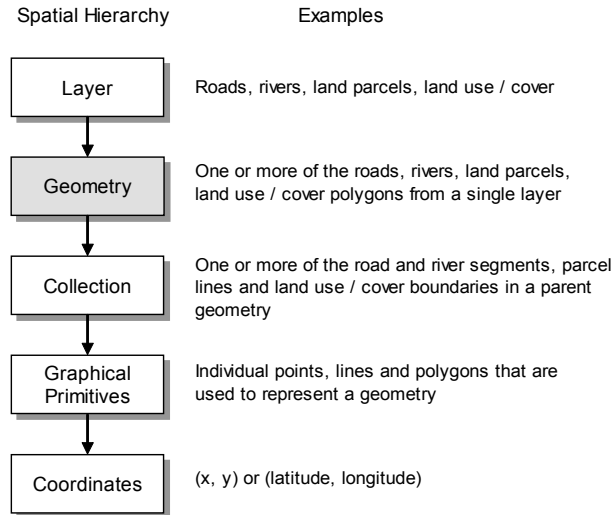 Spatial Hierarchy
Examples
Layer
Roads, rivers, land parcels, land use / cover
Geometry
One or more of the roads, rivers, land parcels,
land use / cover polygons from a single layer
Collection
One or more of the road and river segments, parcel
lines and land use / cover boundaries in a parent
geometry
Graphical
Primitives
Individual points, lines and polygons that are
used to represent a geometry
Coordinates
(x, y) or (latitude, longitude)